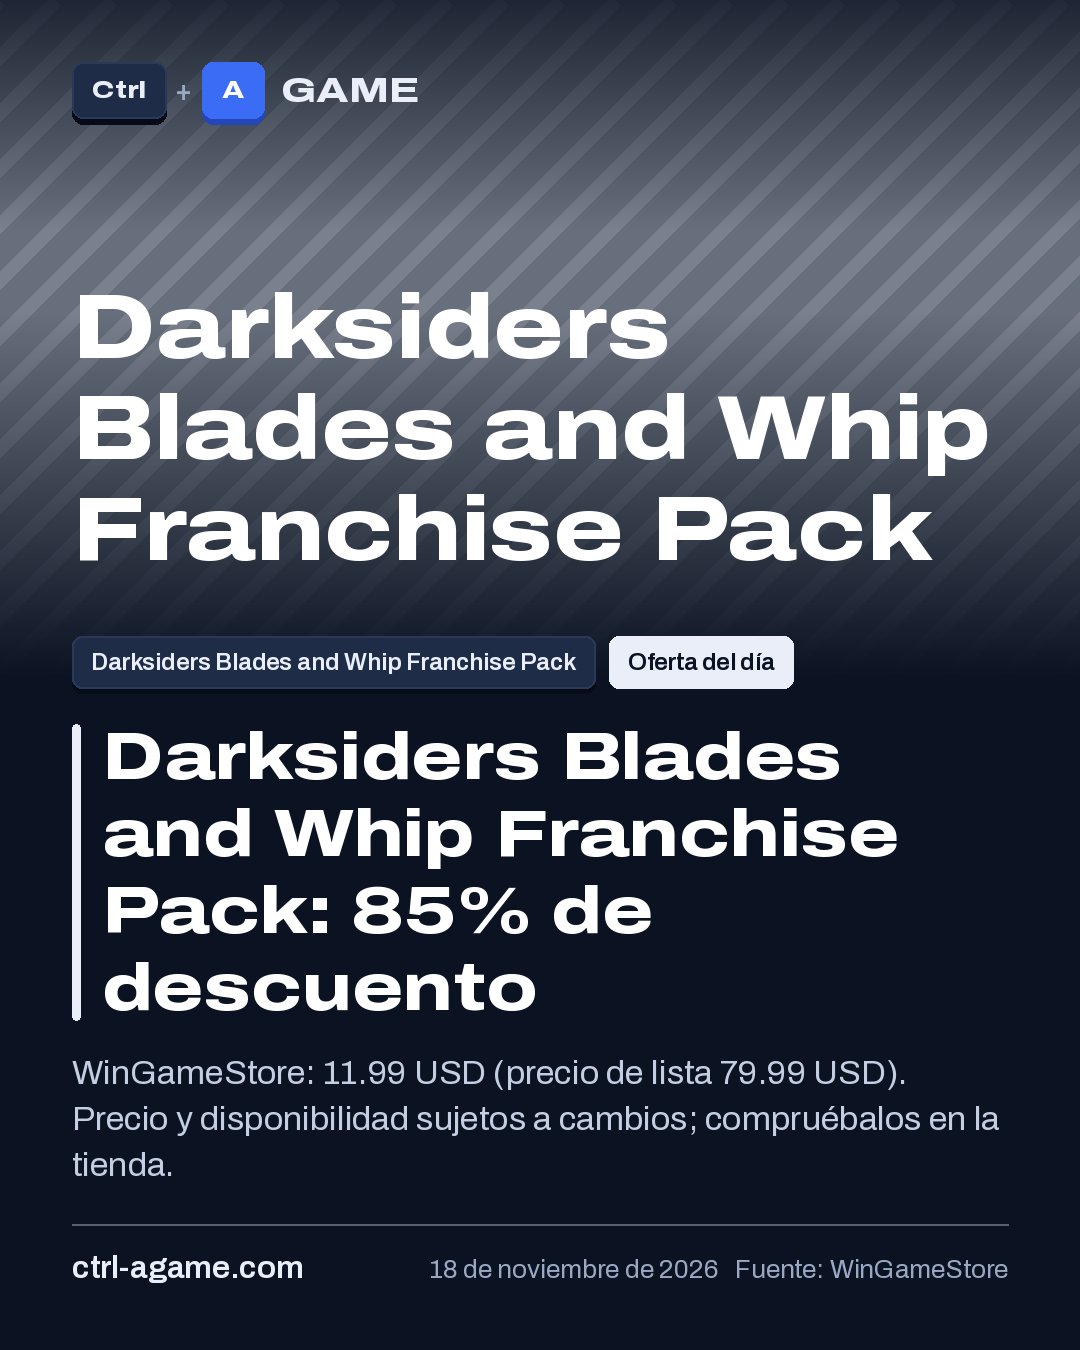 Ctrl + A GAME
Darksiders
Blades and Whip
Franchise Pack
Darksiders Blades and Whip Franchise Pack Oferta del día
Darksiders Blades
and Whip Franchise
Pack: 85% de
descuento
WinGameStore: 11.99 USD (precio de lista 79.99 USD).
Precio y disponibilidad sujetos a cambios; compruébalos en la
tienda.
ctrl-agame.com 18 de noviembre de 2026 Fuente: WinGameStore